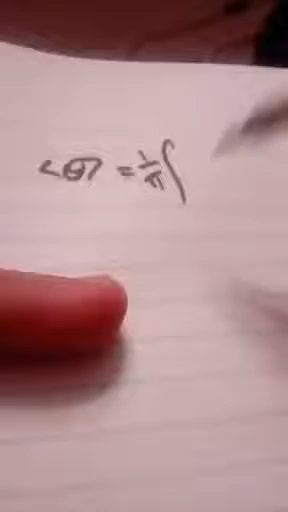 <θ> = 1/π ∫